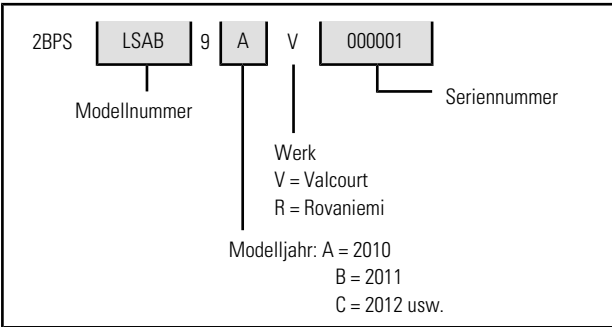 2BPS LSAB 9 A V 000001
Seriennummer
Modellnummer
Werk
V = Valcourt
R = Rovaniemi
Modelljahr: A = 2010
B = 2011
C = 2012 usw.